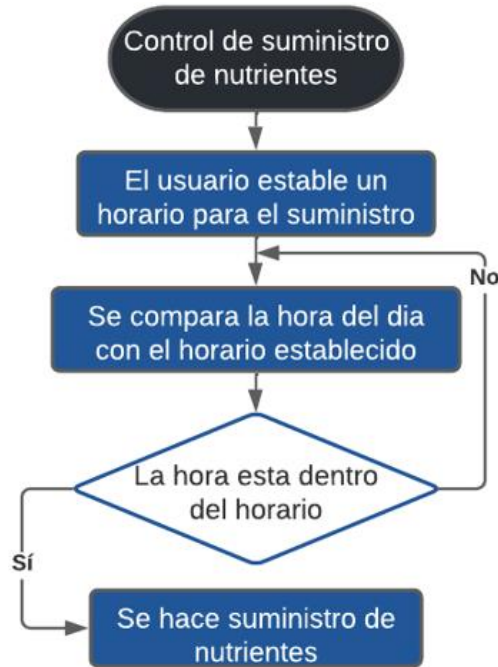 Control de suministro
de nutrientes
El usuario estable un
horario para el suministro
No
Se compara la hora del dia
con el horario establecido
La hora esta dentro
del horario
Sí
Se hace suministro de
nutrientes